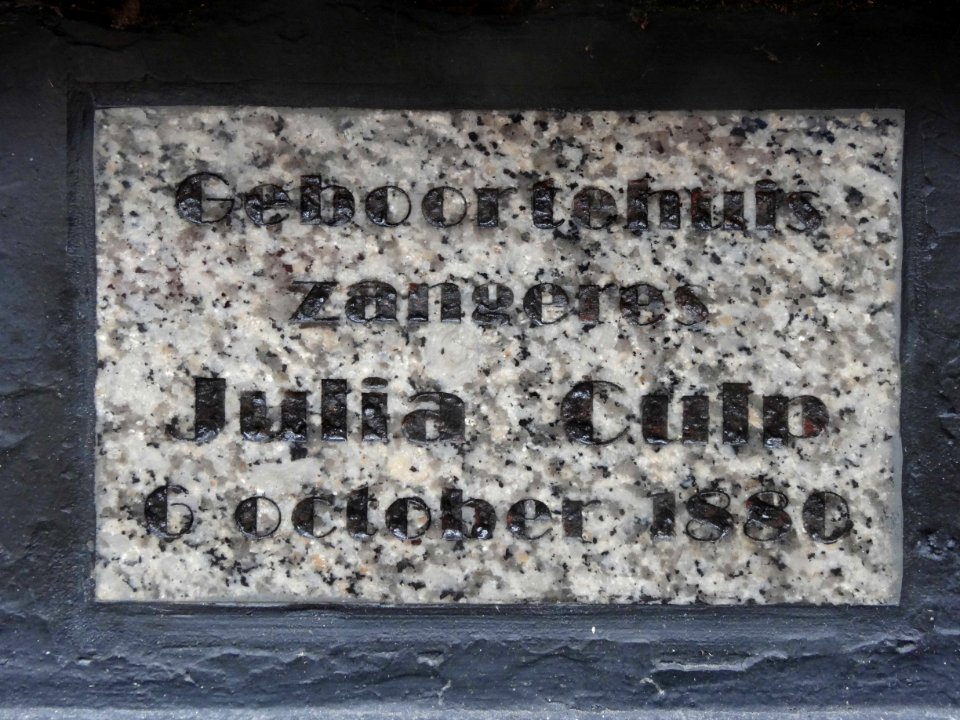 Geboortehuis
zangeres
Julia Culp
6 october 1880